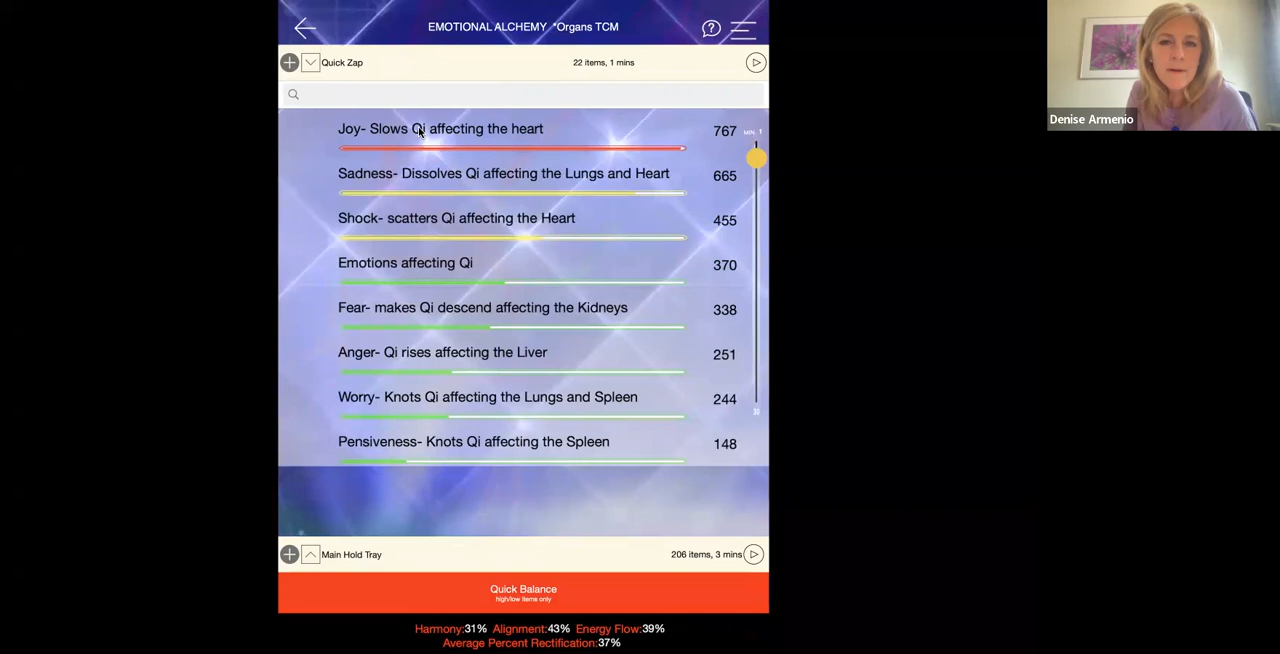 EMOTIONAL ALCHEMY *Organs TCM
Quick Zap 22 items, 1 mins
Joy- Slows Qi affecting the heart 767
MIN. 1
Sadness- Dissolves Qi affecting the Lungs and Heart 665
Shock- scatters Qi affecting the Heart 455
Emotions affecting Qi 370
Fear- makes Qi descend affecting the Kidneys 338
Anger- Qi rises affecting the Liver 251
Worry- Knots Qi affecting the Lungs and Spleen 244
30
Pensiveness- Knots Qi affecting the Spleen 148
Main Hold Tray 206 items, 3 mins
Quick Balance
high/low items only
Harmony:31% Alignment:43% Energy Flow:39%
Average Percent Rectification:37%
Denise Armenio